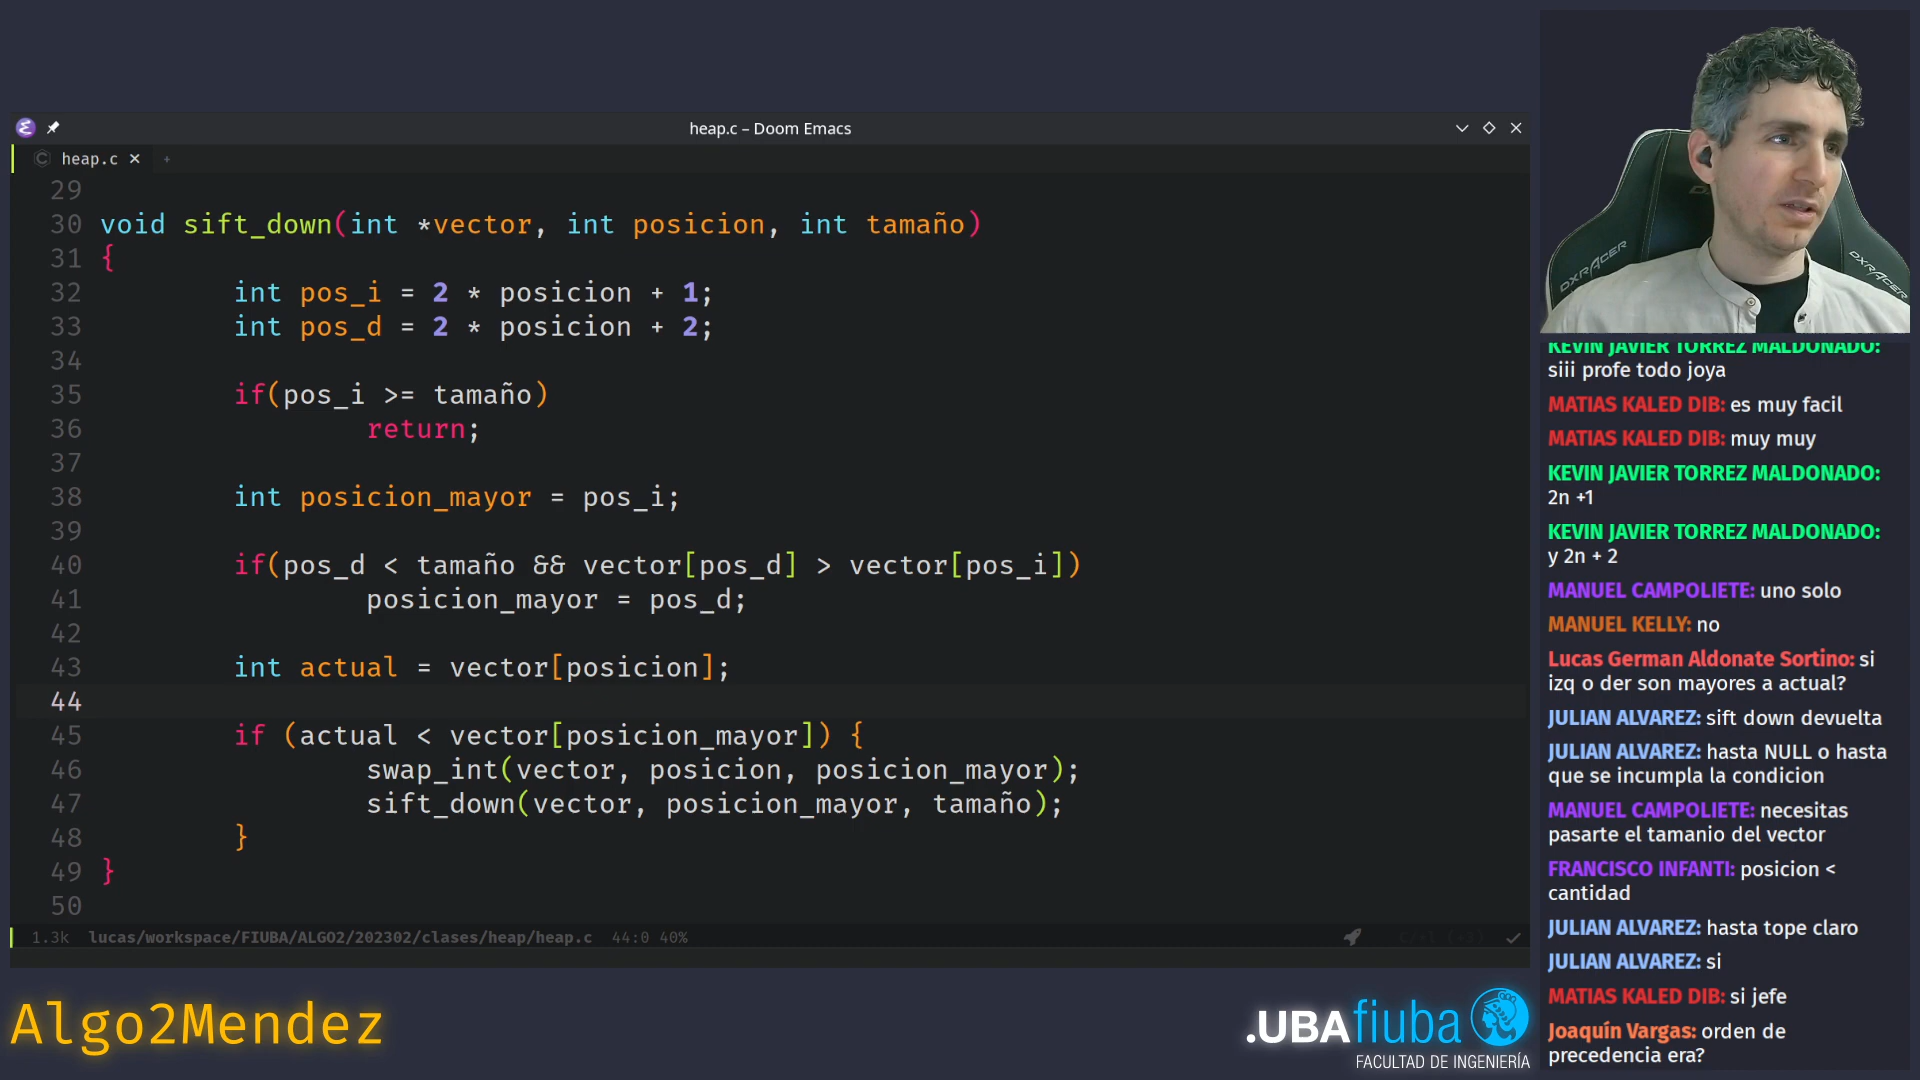 heap.c – Doom Emacs
heap.c
29
30 void sift_down(int *vector, int posicion, int tamaño)
31 {
32 int pos_i = 2 * posicion + 1;
33 int pos_d = 2 * posicion + 2;
34
35 if(pos_i >= tamaño)
36 return;
37
38 int posicion_mayor = pos_i;
39
40 if(pos_d < tamaño && vector[pos_d] > vector[pos_i])
41 posicion_mayor = pos_d;
42
43 int actual = vector[posicion];
44
45 if (actual < vector[posicion_mayor]) {
46 swap_int(vector, posicion, posicion_mayor);
47 sift_down(vector, posicion_mayor, tamaño);
48 }
49 }
50
1.3k lucas/workspace/FIUBA/ALGO2/202302/clases/heap/heap.c 44:0 40%
Algo2Mendez
.UBAfiuba
FACULTAD DE INGENIERÍA
DXRACER
DXRACER
KEVIN JAVIER TORREZ MALDONADO:
siii profe todo joya
MATIAS KALED DIB: es muy facil
MATIAS KALED DIB: muy muy
KEVIN JAVIER TORREZ MALDONADO:
2n +1
KEVIN JAVIER TORREZ MALDONADO:
y 2n + 2
MANUEL CAMPOLIETE: uno solo
MANUEL KELLY: no
Lucas German Aldonate Sortino: si
izq o der son mayores a actual?
JULIAN ALVAREZ: sift down devuelta
JULIAN ALVAREZ: hasta NULL o hasta
que se incumpla la condicion
MANUEL CAMPOLIETE: necesitas
pasarte el tamanio del vector
FRANCISCO INFANTI: posicion <
cantidad
JULIAN ALVAREZ: hasta tope claro
JULIAN ALVAREZ: si
MATIAS KALED DIB: si jefe
Joaquín Vargas: orden de
precedencia era?